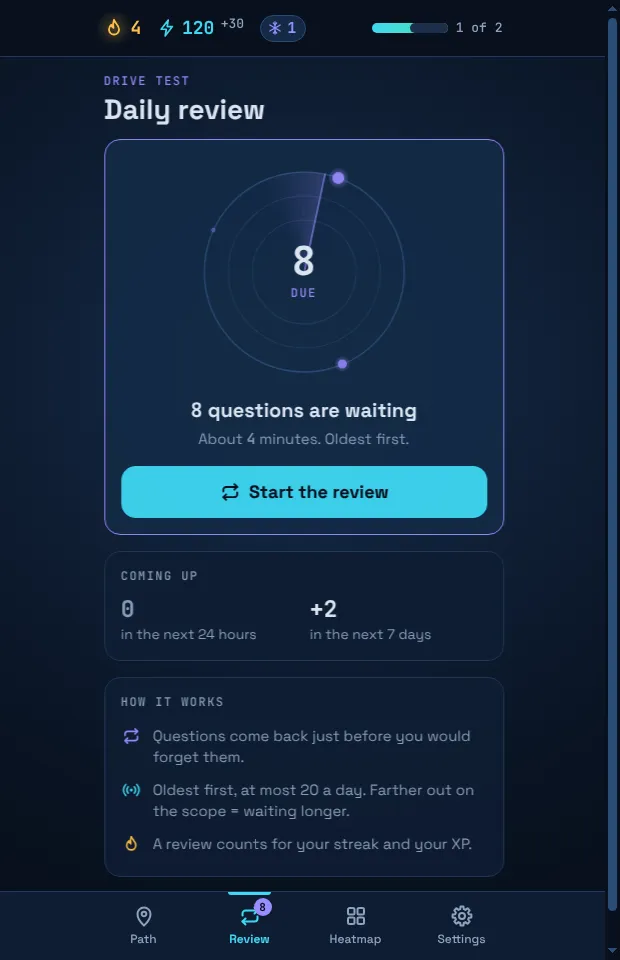 4 120 +30 1 1 of 2
DRIVE TEST
Daily review
8
DUE
8 questions are waiting
About 4 minutes. Oldest first.
Start the review
COMING UP
0 +2
in the next 24 hours in the next 7 days
HOW IT WORKS
Questions come back just before you would
forget them.
Oldest first, at most 20 a day. Farther out on
the scope = waiting longer.
A review counts for your streak and your XP.
8
Path Review Heatmap Settings